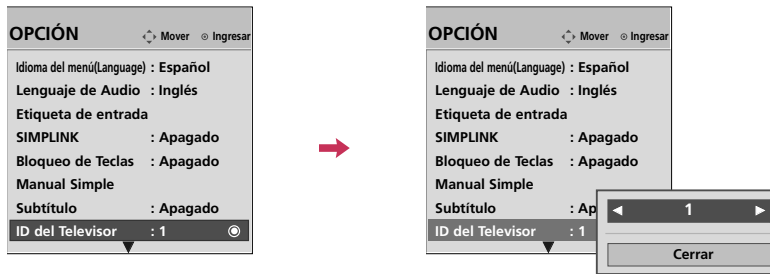 OPCIÓN Mover Ingresar
Idioma del menú(Language) : Español
Lenguaje de Audio : Inglés
Etiqueta de entrada
SIMPLINK : Apagado
Bloqueo de Teclas : Apagado
Manual Simple
Subtítulo : Apagado
ID del Televisor : 1
OPCIÓN Mover Ingresar
Idioma del menú(Language) : Español
Lenguaje de Audio : Inglés
Etiqueta de entrada
SIMPLINK : Apagado
Bloqueo de Teclas : Apagado
Manual Simple
Subtítulo : Ap
ID del Televisor : 1
1
Cerrar